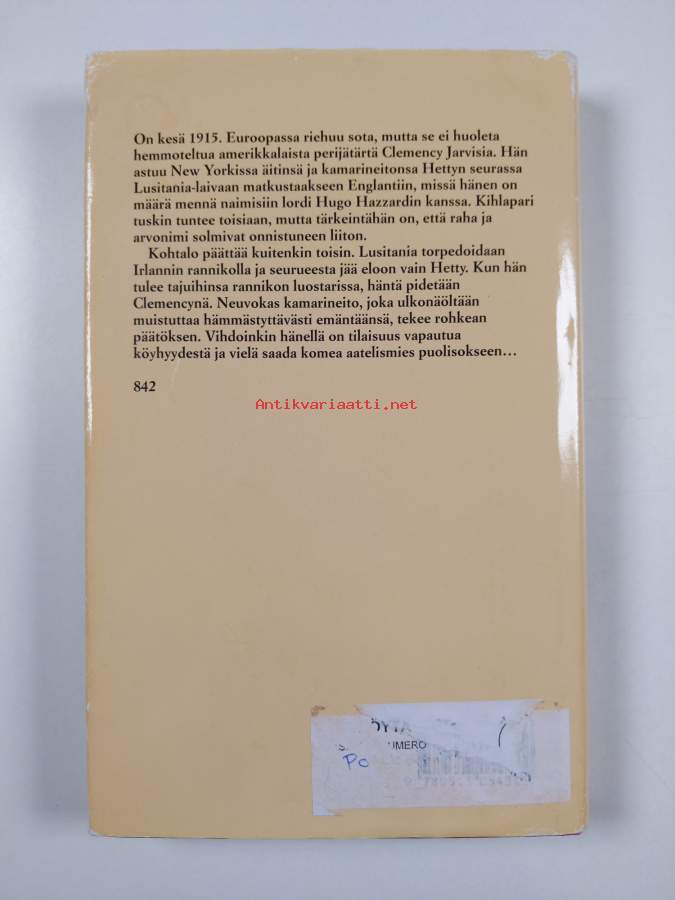 On kesä 1915. Euroopassa riehuu sota, mutta se ei huoleta
hemmoteltua amerikkalaista perijätärtä Clemency Jarvisia. Hän
astuu New Yorkissa äitinsä ja kamarineitonsa Hettyn seurassa
Lusitania-laivaan matkustaakseen Englantiin, missä hänen on
määrä mennä naimisiin lordi Hugo Hazzardin kanssa. Kihlapari
tuskin tuntee toisiaan, mutta tärkeintähän on, että raha ja
arvonimi solmivat onnistuneen liiton.
Kohtalo päättää kuitenkin toisin. Lusitania torpedoidaan
Irlannin rannikolla ja seurueesta jää eloon vain Hetty. Kun hän
tulee tajuihinsa rannikon luostarissa, häntä pidetään
Clemencynä. Neuvokas kamarineito, joka ulkonäöltään
muistuttaa hämmästyttävästi emäntäänsä, tekee rohkean
päätöksen. Vihdoinkin hänellä on tilaisuus vapautua
köyhyydestä ja vielä saada komea aatelismies puolisokseen…
842
Antikvariaatti.net
UMERO
Po